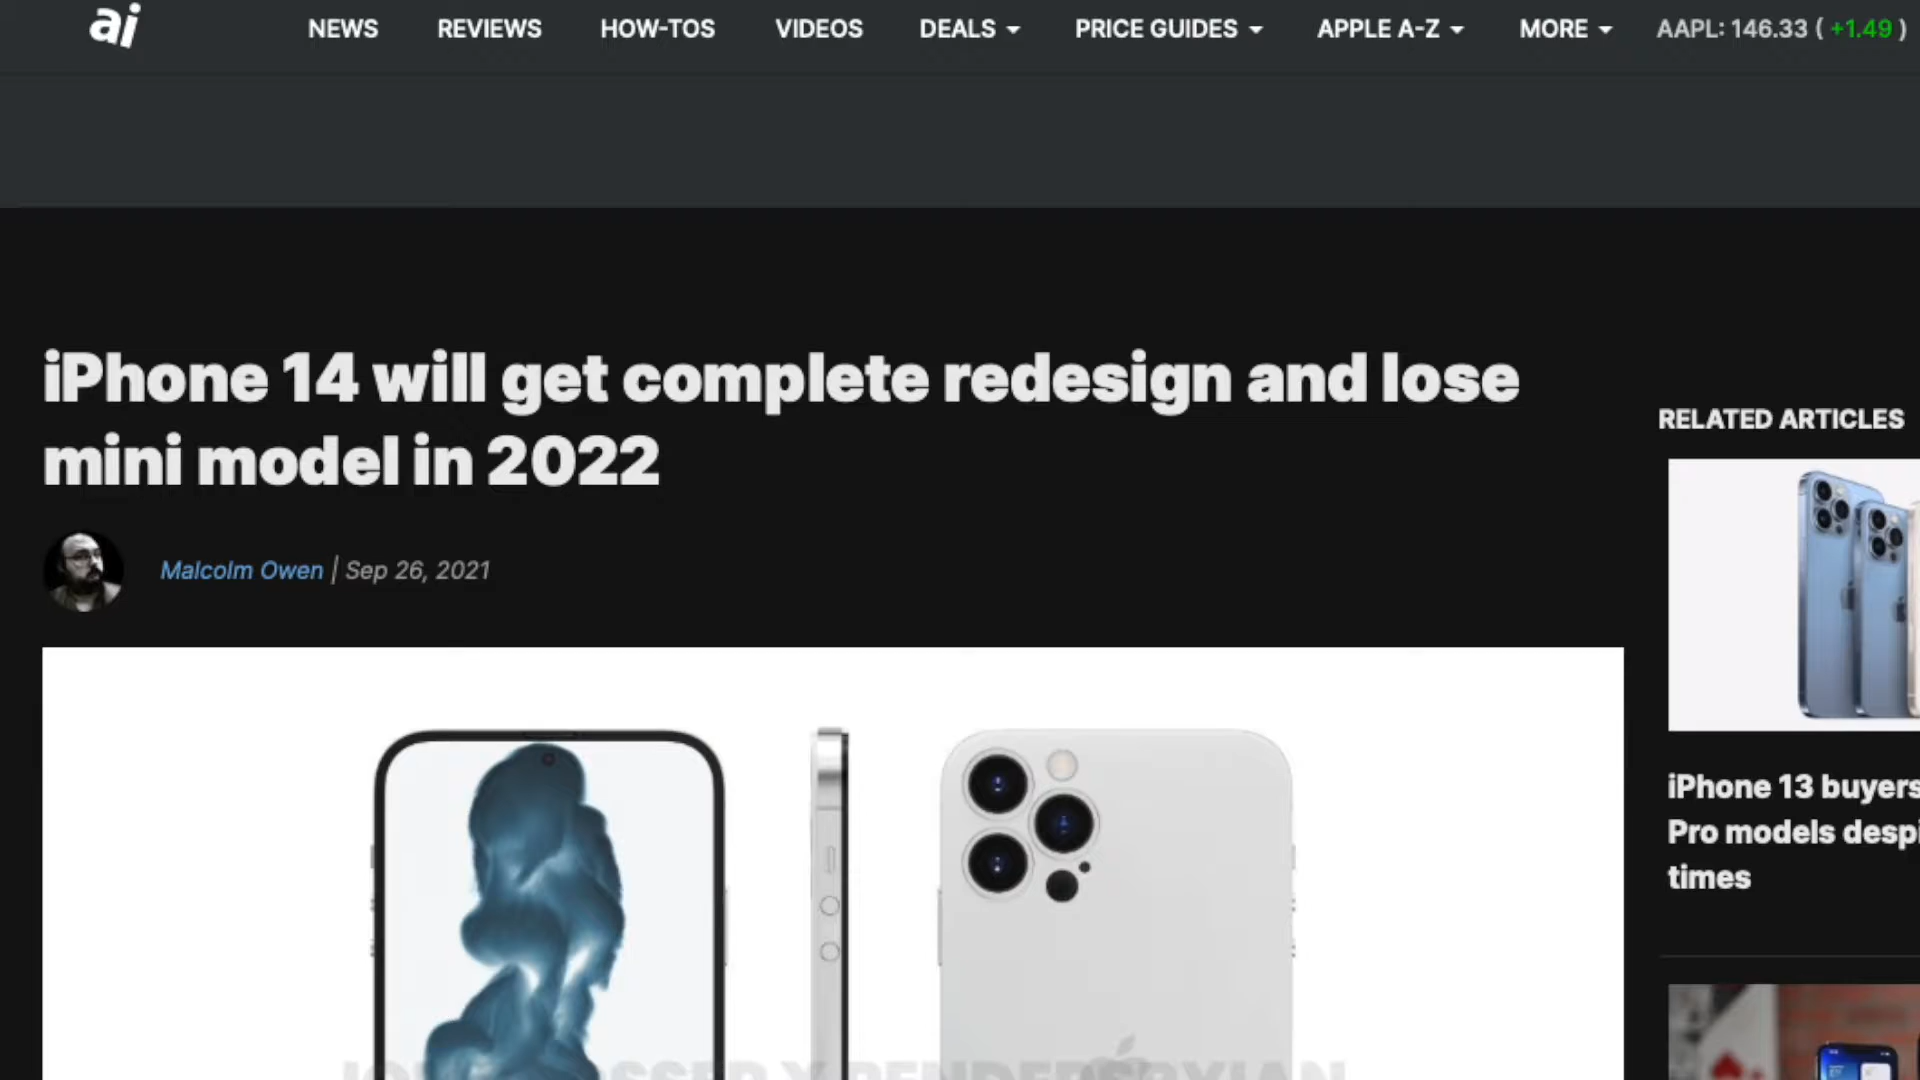 ai
NEWS REVIEWS HOW-TOS VIDEOS DEALS PRICE GUIDES APPLE A-Z MORE AAPL: 146.33 ( +1.49 )
iPhone 14 will get complete redesign and lose
mini model in 2022
Malcolm Owen | Sep 26, 2021
RELATED ARTICLES
iPhone 13 buyers
Pro models despi
times